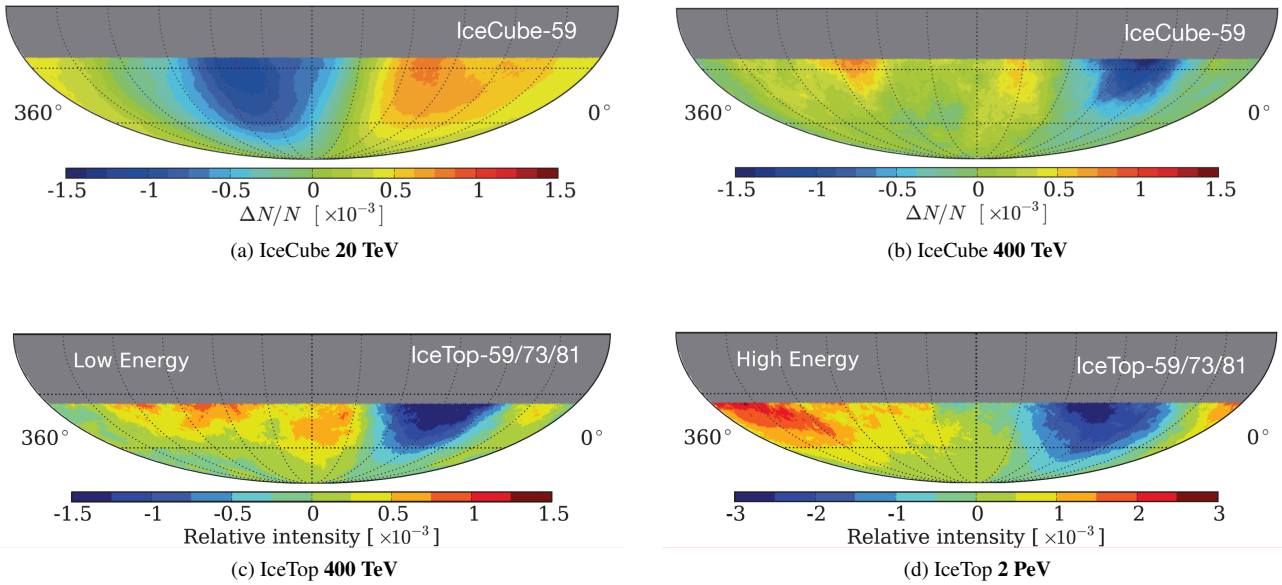 IceCube-59
360°
0°
-1.5 -1 -0.5 0 0.5 1 1.5
ΔN/N [ ×10⁻³ ]
(a) IceCube 20 TeV
IceCube-59
360°
0°
-1.5 -1 -0.5 0 0.5 1 1.5
ΔN/N [ ×10⁻³ ]
(b) IceCube 400 TeV
Low Energy
IceTop-59/73/81
360°
0°
-1.5 -1 -0.5 0 0.5 1 1.5
Relative intensity [ ×10⁻³ ]
(c) IceTop 400 TeV
High Energy
IceTop-59/73/81
360°
0°
-3 -2 -1 0 1 2 3
Relative intensity [ ×10⁻³ ]
(d) IceTop 2 PeV